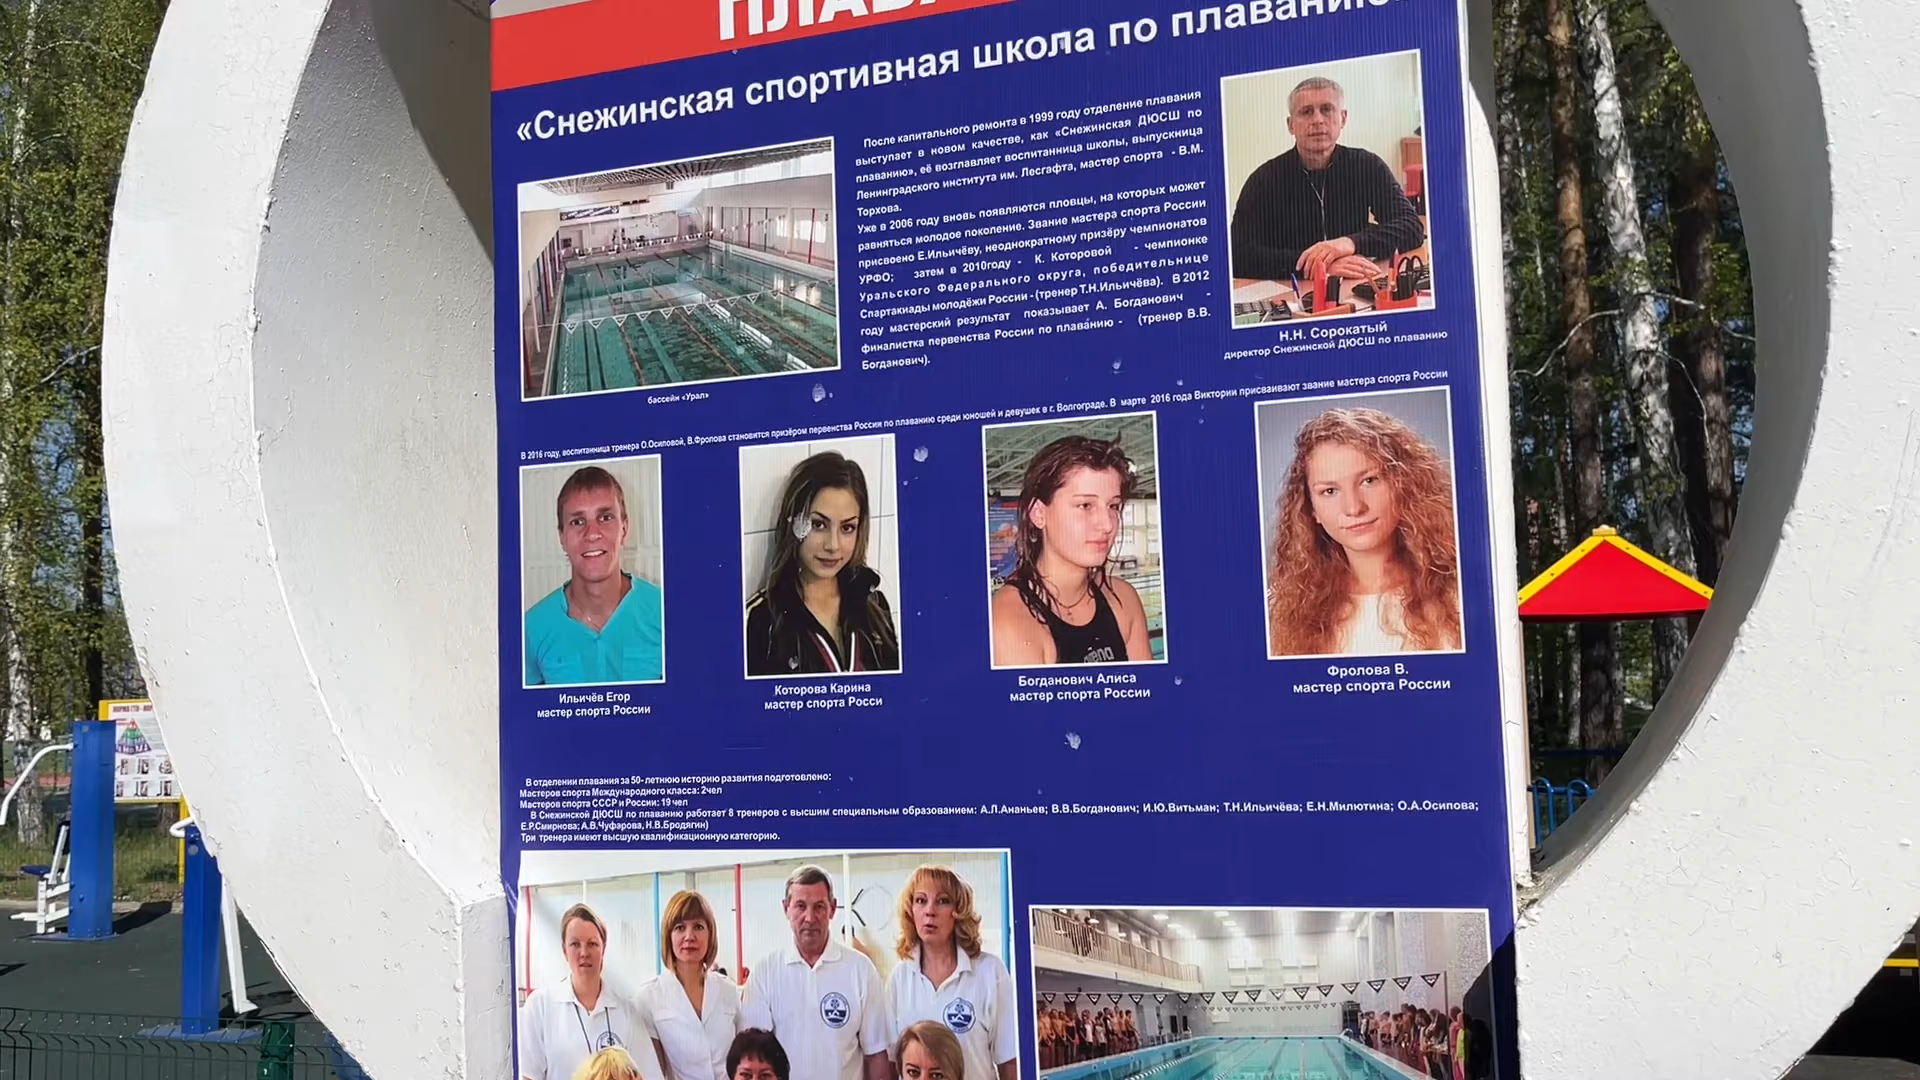 «Снежинская спортивная школа по плаванию»
После капитального ремонта в 1999 году отделение плавания
выступает в новом качестве, как «Снежинская ДЮСШ по
плаванию», её возглавляет воспитанница школы, выпускница
Ленинградского института им. Лесгафта, мастер спорта - В.М.
Торхова.
Уже в 2006 году вновь появляются пловцы, на которых может
равняться молодое поколение. Звание мастера спорта России
присвоено Е.Ильичёву, неоднократному призёру чемпионатов
УРФО; затем в 2010году - К. Которовой - чемпионке
Уральского Федерального округа, победительнице
Спартакиады молодёжи России - (тренер Т.Н.Ильичёва). В 2012
году мастерский результат показывает А. Богданович -
финалистка первенства России по плаванию - (тренер В.В.
Богданович).
Н.Н. Сорокатый
директор Снежинской ДЮСШ по плаванию
бассейн «Урал»
В 2016 году, воспитанница тренера О.Осиповой, В.Фролова становится призёром первенства России по плаванию среди юношей и девушек в г. Волгограде. В марте 2016 года Виктории присваивают звание мастера спорта России
Ильичёв Егор
мастер спорта России
Которова Карина
мастер спорта Росси
Богданович Алиса
мастер спорта России
Фролова В.
мастер спорта России
В отделении плавания за 50- летнюю историю развития подготовлено:
Мастеров спорта Международного класса: 2чел
Мастеров спорта СССР и России: 19 чел
В Снежинской ДЮСШ по плаванию работает 8 тренеров с высшим специальным образованием: А.Л.Ананьев; В.В.Богданович; И.Ю.Витьман; Т.Н.Ильичёва; Е.Н.Милютина; О.А.Осипова;
Е.Р.Смирнова; А.В.Чуфарова, Н.В.Бродягин)
Три тренера имеют высшую квалификационную категорию.